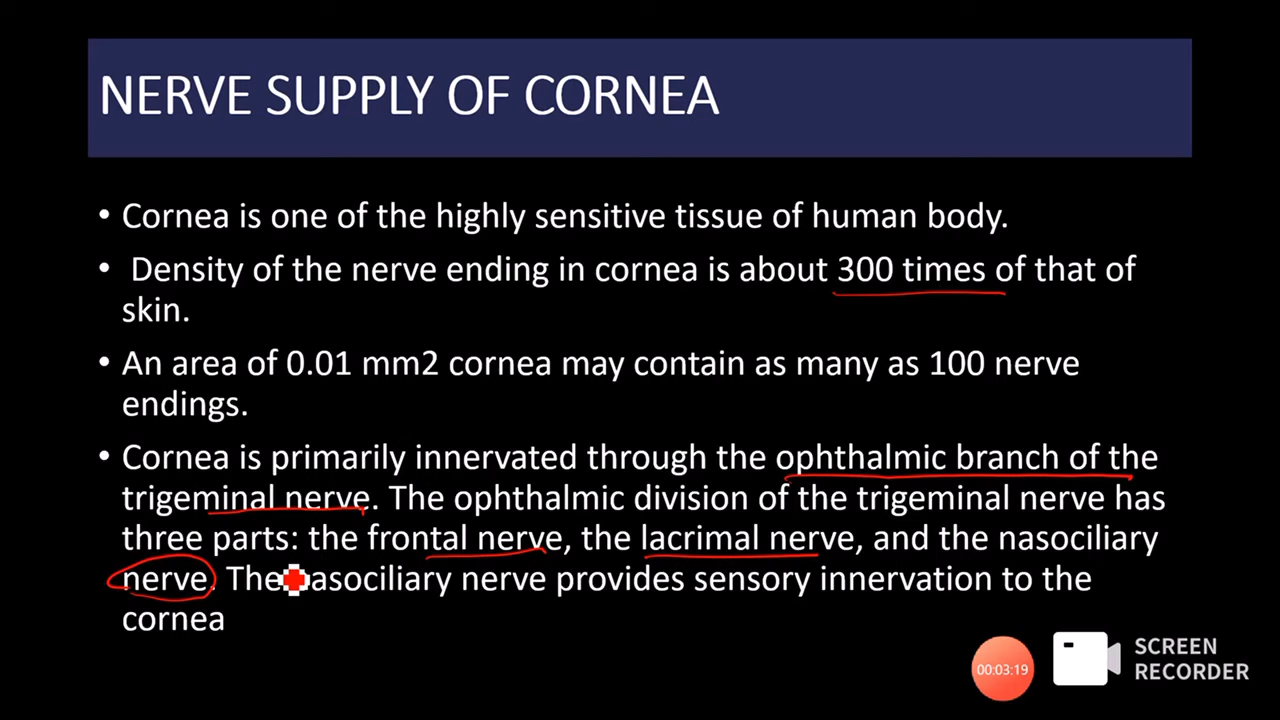 NERVE SUPPLY OF CORNEA
• Cornea is one of the highly sensitive tissue of human body.
• Density of the nerve ending in cornea is about 300 times of that of
skin.
• An area of 0.01 mm2 cornea may contain as many as 100 nerve
endings.
• Cornea is primarily innervated through the ophthalmic branch of the
trigeminal nerve. The ophthalmic division of the trigeminal nerve has
three parts: the frontal nerve, the lacrimal nerve, and the nasociliary
nerve. The nasociliary nerve provides sensory innervation to the
cornea
00:03:19
SCREEN
RECORDER